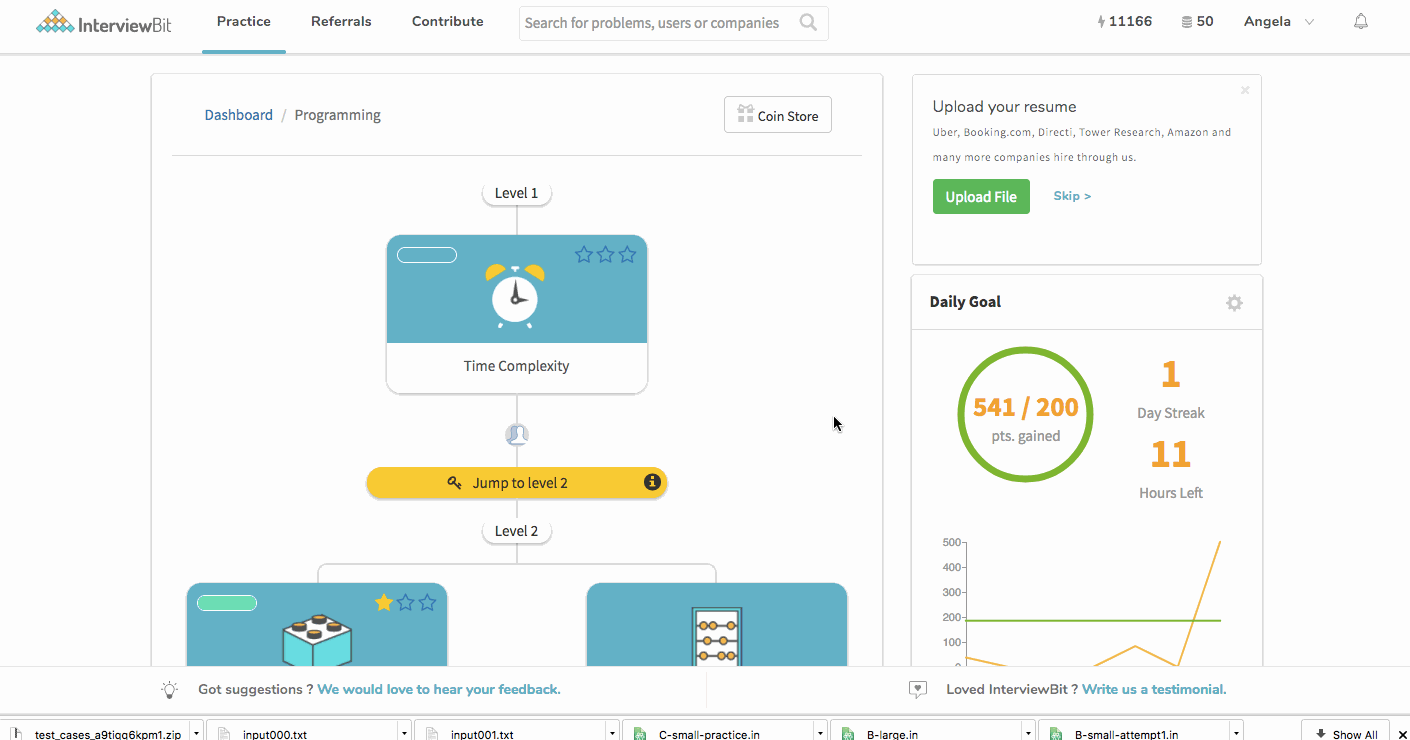 InterviewBit
Practice
Referrals
Contribute
Search for problems, users or companies
11166
50
Angela
Dashboard / Programming
Coin Store
Level 1
Time Complexity
Jump to level 2
Level 2
Upload your resume
Uber, Booking.com, Directi, Tower Research, Amazon and
many more companies hire through us.
Upload File
Skip >
Daily Goal
541 / 200
pts. gained
1
Day Streak
11
Hours Left
500
400
300
200
100
Got suggestions ? We would love to hear your feedback.
Loved InterviewBit ? Write us a testimonial.
test_cases_a9tiqg6kpm1.zip
input000.txt
input001.txt
C-small-practice.in
B-large.in
B-small-attempt1.in
Show All